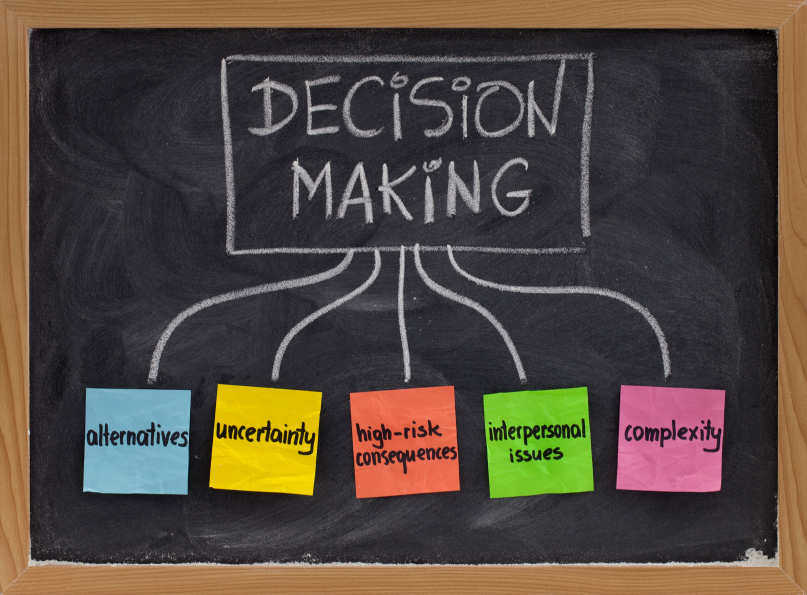 DECISION
MAKING
alternatives
uncertainty
high-risk
consequences
interpersonal
issues
complexity